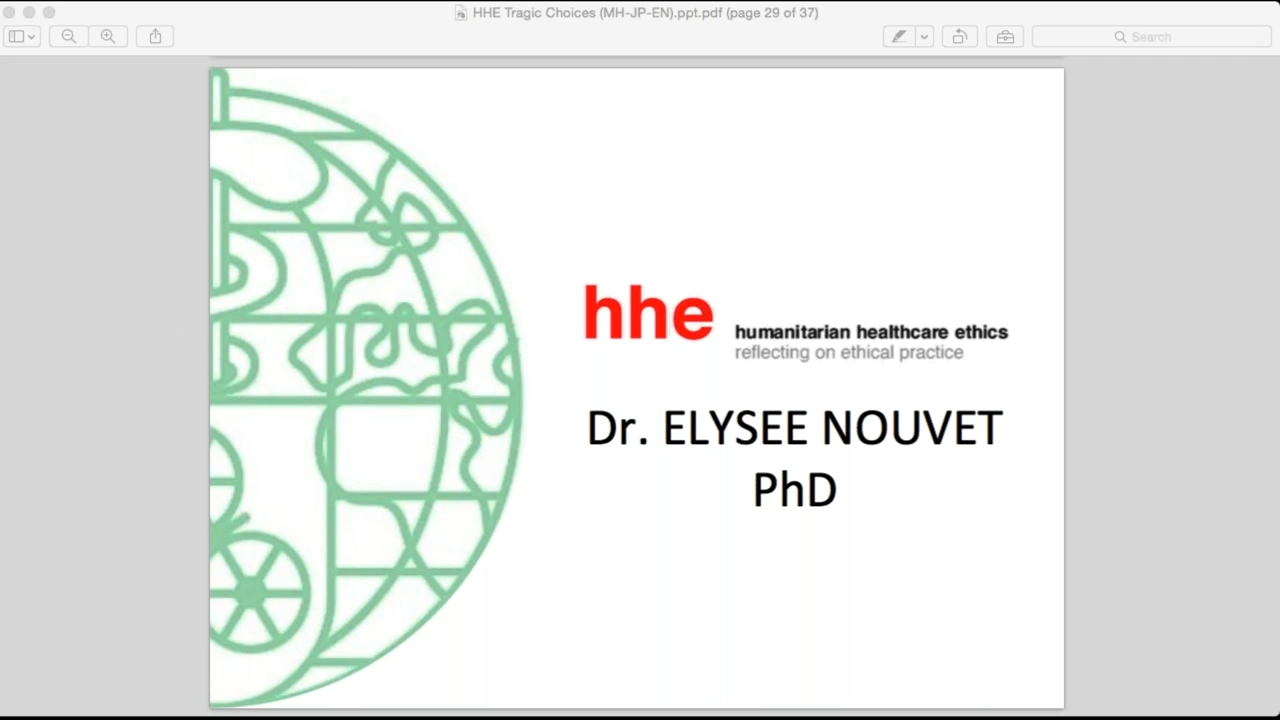 HHE Tragic Choices (MH-JP-EN).ppt.pdf (page 29 of 37)
Search
hhe
humanitarian healthcare ethics
reflecting on ethical practice
Dr. ELYSEE NOUVET
PhD